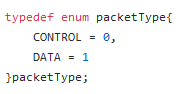 typedef enum packetType{
    CONTROL = 0,
    DATA = 1
}packetType;